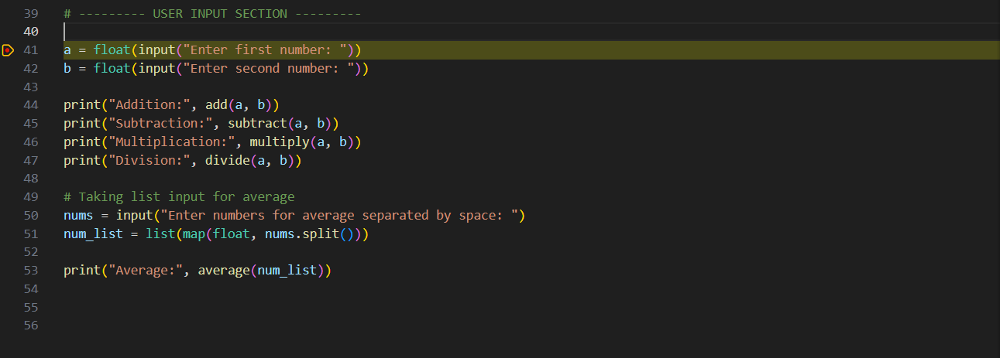 39 # --------- USER INPUT SECTION ---------
40
41 a = float(input("Enter first number: "))
42 b = float(input("Enter second number: "))
43
44 print("Addition:", add(a, b))
45 print("Subtraction:", subtract(a, b))
46 print("Multiplication:", multiply(a, b))
47 print("Division:", divide(a, b))
48
49 # Taking list input for average
50 nums = input("Enter numbers for average separated by space: ")
51 num_list = list(map(float, nums.split()))
52
53 print("Average:", average(num_list))
54
55
56